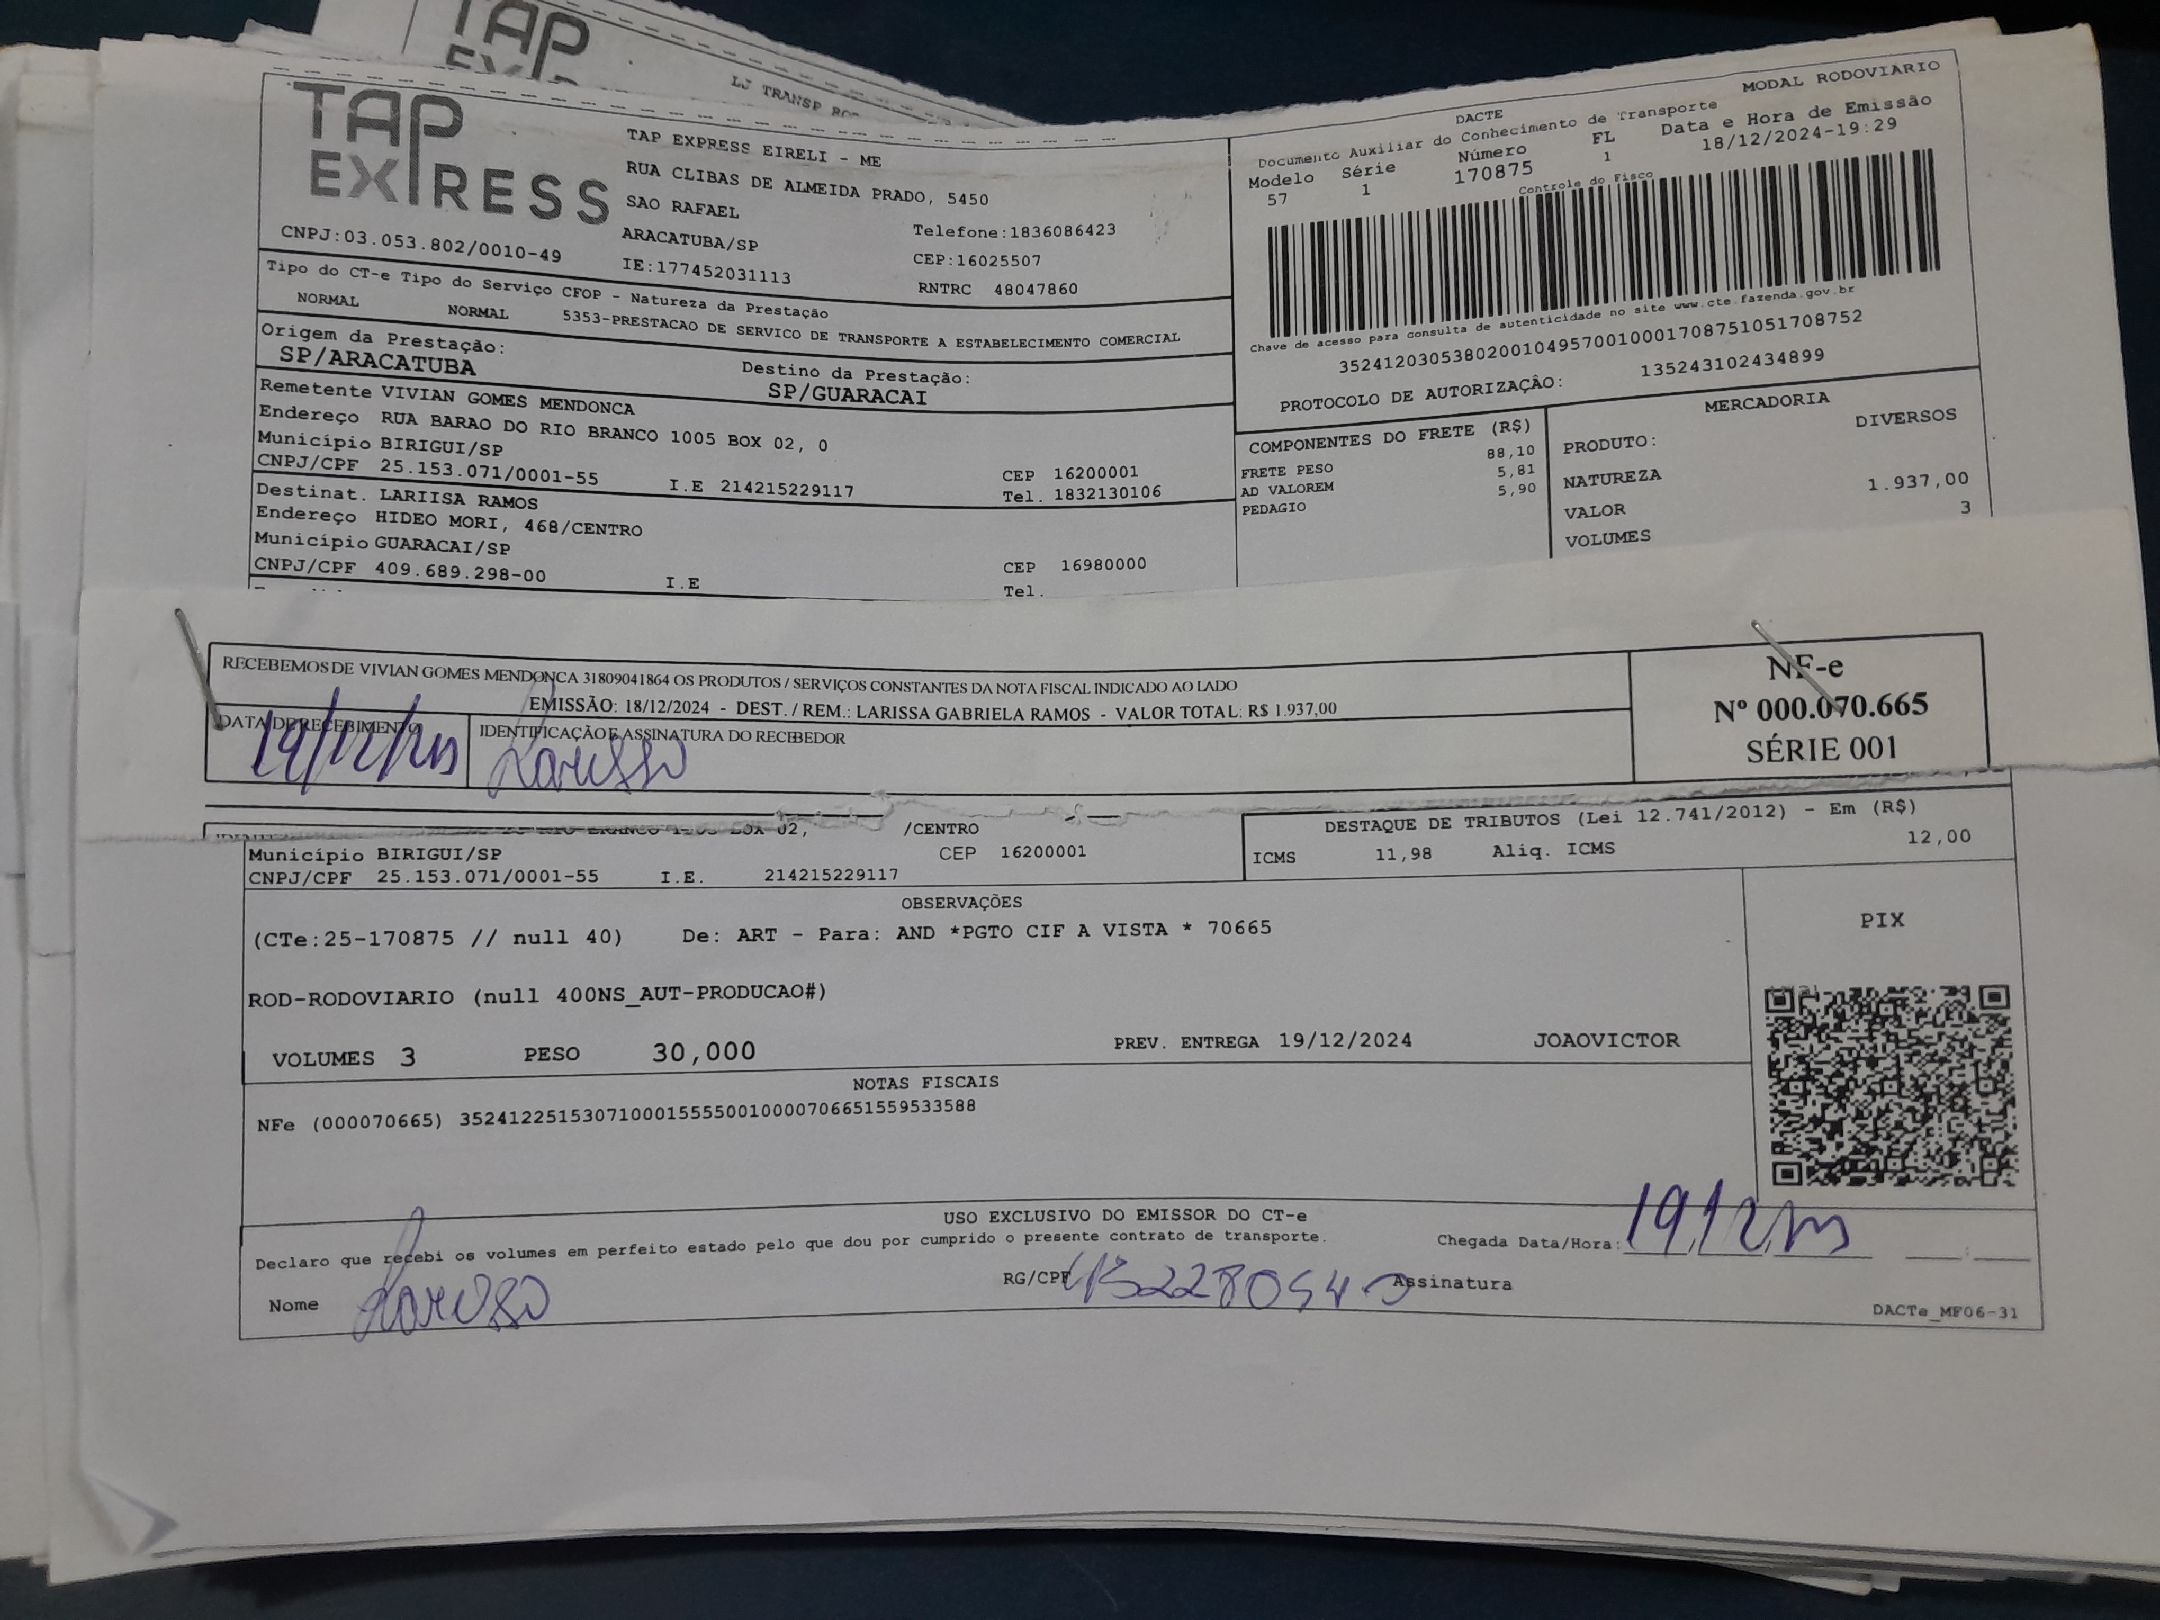 TAP
EX
LJ TRANSP ROD
TAP
EXPRESS
CNPJ:03.053.802/0010-49
TAP EXPRESS EIRELI - ME
RUA CLIBAS DE ALMEIDA PRADO, 5450
SAO RAFAEL
ARACATUBA/SP
IE:177452031113
Telefone:1836086423
CEP:16025507
RNTRC 48047860
MODAL RODOVIARIO
DACTE
Documento Auxiliar do Conhecimento de Transporte
Modelo Série Número FL Data e Hora de Emissão
57 1 170875 1 18/12/2024-19:29
Controle do Fisco
Chave de acesso para consulta de autenticidade no site www.cte.fazenda.gov.br
35241203053802001049570010001708751051708752
PROTOCOLO DE AUTORIZAÇÃO: 135243102434899
Tipo do CT-e Tipo do Serviço CFOP - Natureza da Prestação
NORMAL NORMAL 5353-PRESTACAO DE SERVICO DE TRANSPORTE A ESTABELECIMENTO COMERCIAL
Origem da Prestação: Destino da Prestação:
SP/ARACATUBA SP/GUARACAI
Remetente VIVIAN GOMES MENDONCA
Endereço RUA BARAO DO RIO BRANCO 1005 BOX 02, 0
Município BIRIGUI/SP CEP 16200001
CNPJ/CPF 25.153.071/0001-55 I.E 214215229117 Tel. 1832130106
Destinat. LARIISA RAMOS
Endereço HIDEO MORI, 468/CENTRO
Município GUARACAI/SP CEP 16980000
CNPJ/CPF 409.689.298-00 I.E Tel.
COMPONENTES DO FRETE (R$)
FRETE PESO 88,10
AD VALOREM 5,81
PEDAGIO 5,90
MERCADORIA
PRODUTO: DIVERSOS
NATUREZA
VALOR 1.937,00
VOLUMES 3
RECEBEMOS DE VIVIAN GOMES MENDONCA 31809041864 OS PRODUTOS / SERVIÇOS CONSTANTES DA NOTA FISCAL INDICADO AO LADO
EMISSÃO: 18/12/2024 - DEST. / REM.: LARISSA GABRIELA RAMOS - VALOR TOTAL: R$ 1.937,00
DATA DE RECEBIMENTO IDENTIFICAÇÃO E ASSINATURA DO RECEBEDOR
19/12/
NF-e
Nº 000.070.665
SÉRIE 001
RIO BRANCO 1005 BOX 02, /CENTRO
Município BIRIGUI/SP CEP 16200001
CNPJ/CPF 25.153.071/0001-55 I.E. 214215229117
DESTAQUE DE TRIBUTOS (Lei 12.741/2012) - Em (R$)
ICMS 11,98 Aliq. ICMS 12,00
OBSERVAÇÕES
(CTe:25-170875 // null 40) De: ART - Para: AND *PGTO CIF A VISTA * 70665
ROD-RODOVIARIO (null 400NS_AUT-PRODUCAO#)
VOLUMES 3 PESO 30,000 PREV. ENTREGA 19/12/2024 JOAOVICTOR
PIX
NOTAS FISCAIS
NFe (000070665) 35241225153071000155550010000706651559533588
USO EXCLUSIVO DO EMISSOR DO CT-e
Declaro que recebi os volumes em perfeito estado pelo que dou por cumprido o presente contrato de transporte.
Chegada Data/Hora: 19/12/
Nome RG/CPF Assinatura
DACTe_MF06-31